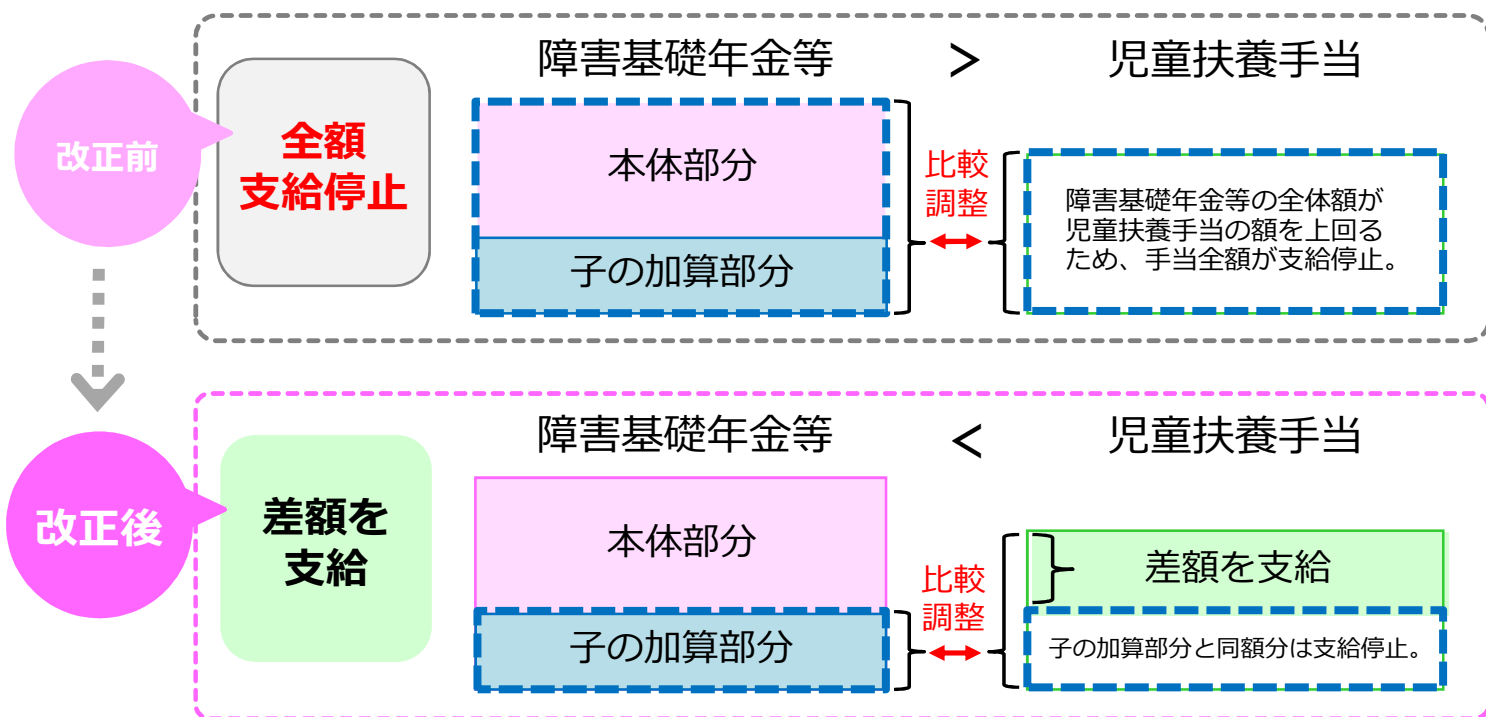 障害基礎年金等 > 児童扶養手当
改正前
全額
支給停止
本体部分
子の加算部分
比較
調整
障害基礎年金等の全体額が
児童扶養手当の額を上回る
ため、手当全額が支給停止。
障害基礎年金等 < 児童扶養手当
改正後
差額を
支給
本体部分
子の加算部分
比較
調整
差額を支給
子の加算部分と同額分は支給停止。